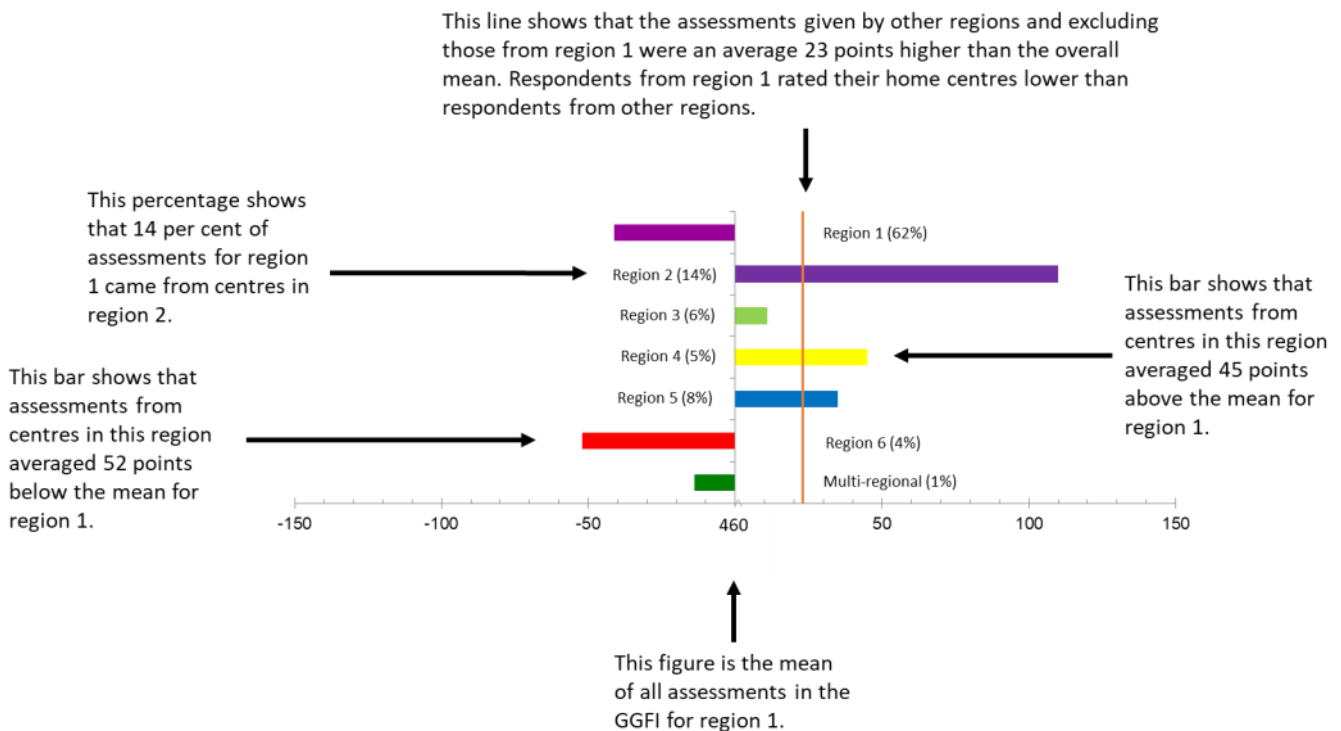 This line shows that the assessments given by other regions and excluding
those from region 1 were an average 23 points higher than the overall
mean. Respondents from region 1 rated their home centres lower than
respondents from other regions.
This percentage shows
that 14 per cent of
assessments for region
1 came from centres in
region 2.
Region 1 (62%)
Region 2 (14%)
Region 3 (6%)
Region 4 (5%)
Region 5 (8%)
Region 6 (4%)
Multi-regional (1%)
This bar shows that
assessments from
centres in this region
averaged 45 points
above the mean for
region 1.
This bar shows that
assessments from
centres in this region
averaged 52 points
below the mean for
region 1.
-150 -100 -50 460 50 100 150
This figure is the mean
of all assessments in the
GGFI for region 1.